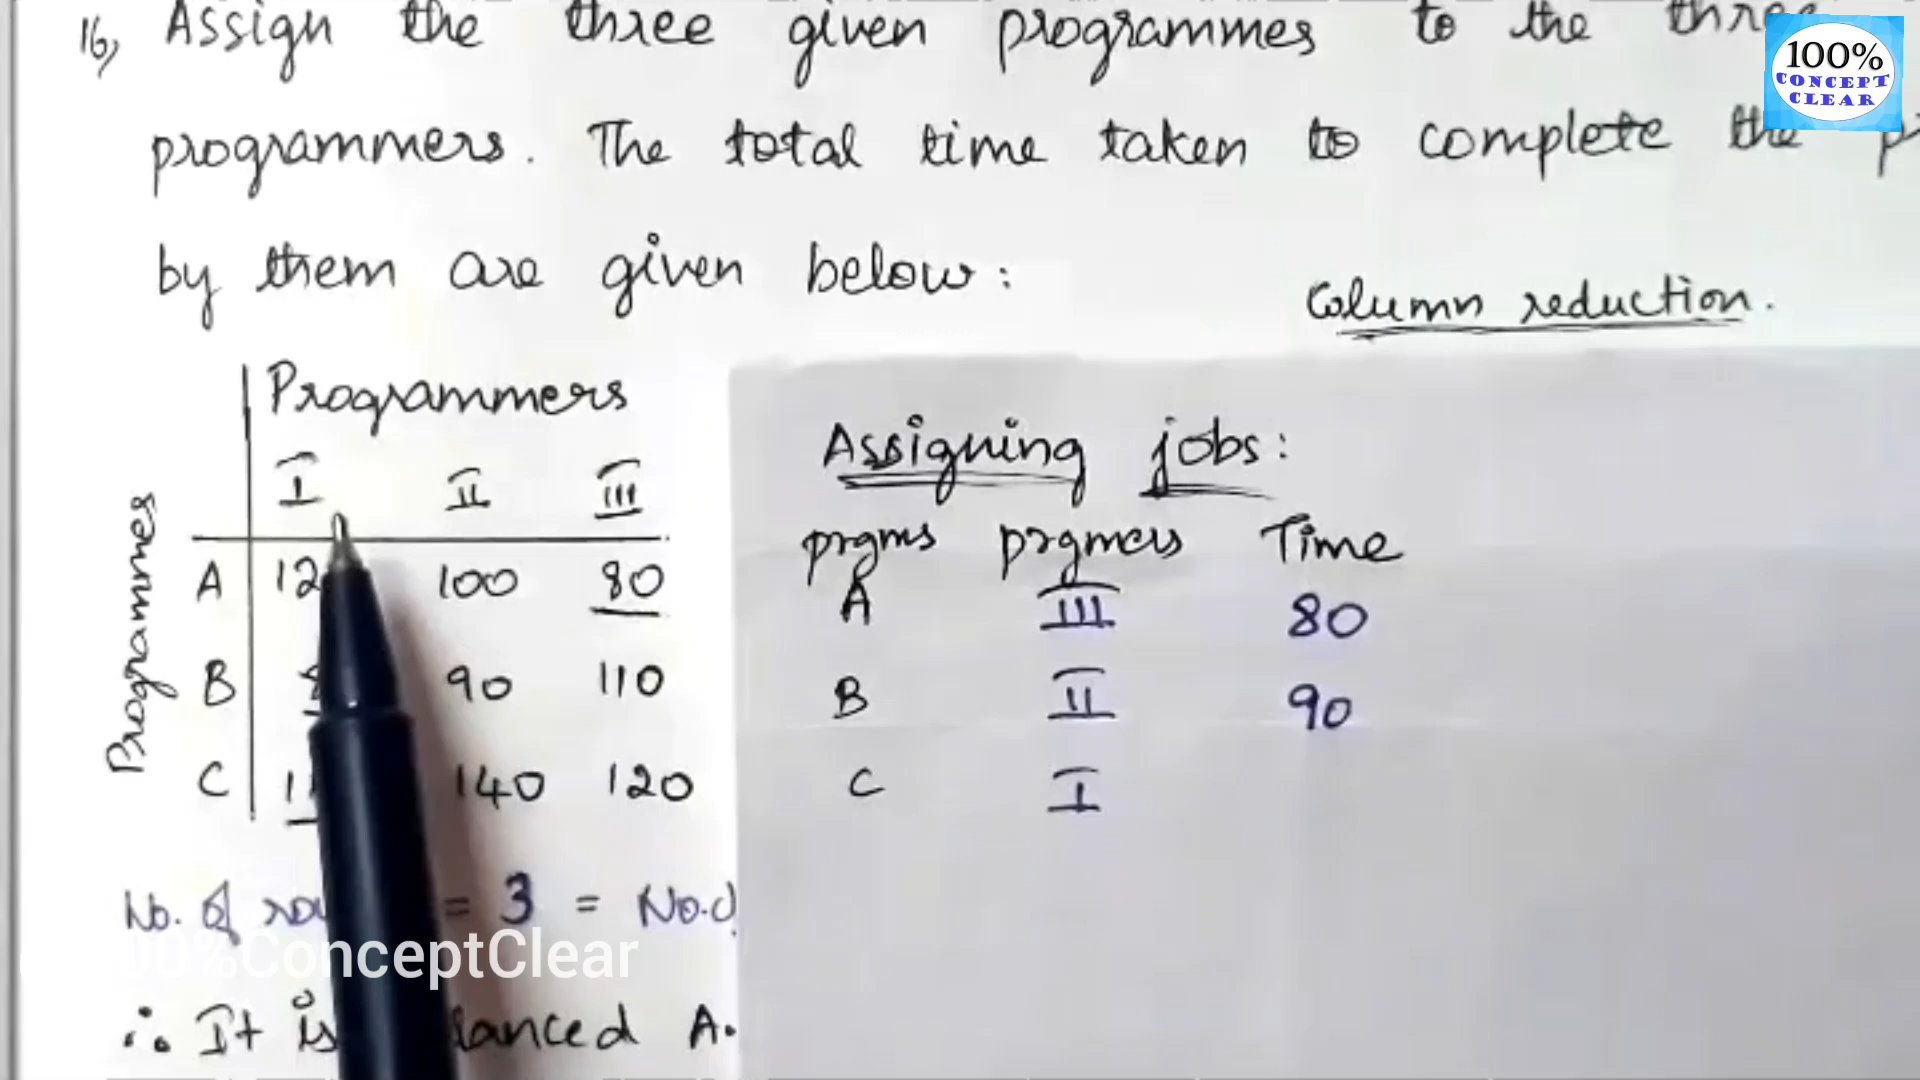 16, Assign the three given programmes to the three
programmers. The total time taken to complete the
by them are given below:
Column reduction.
Programmers
I II III
Programmes
A 100 80
B 90 110
C 140 120
Assigning jobs:
prgms prgmers Time
A III 80
B II 90
C I
No. of = 3 = No.
∴ It is A.
100% CONCEPT CLEAR
ConceptClear